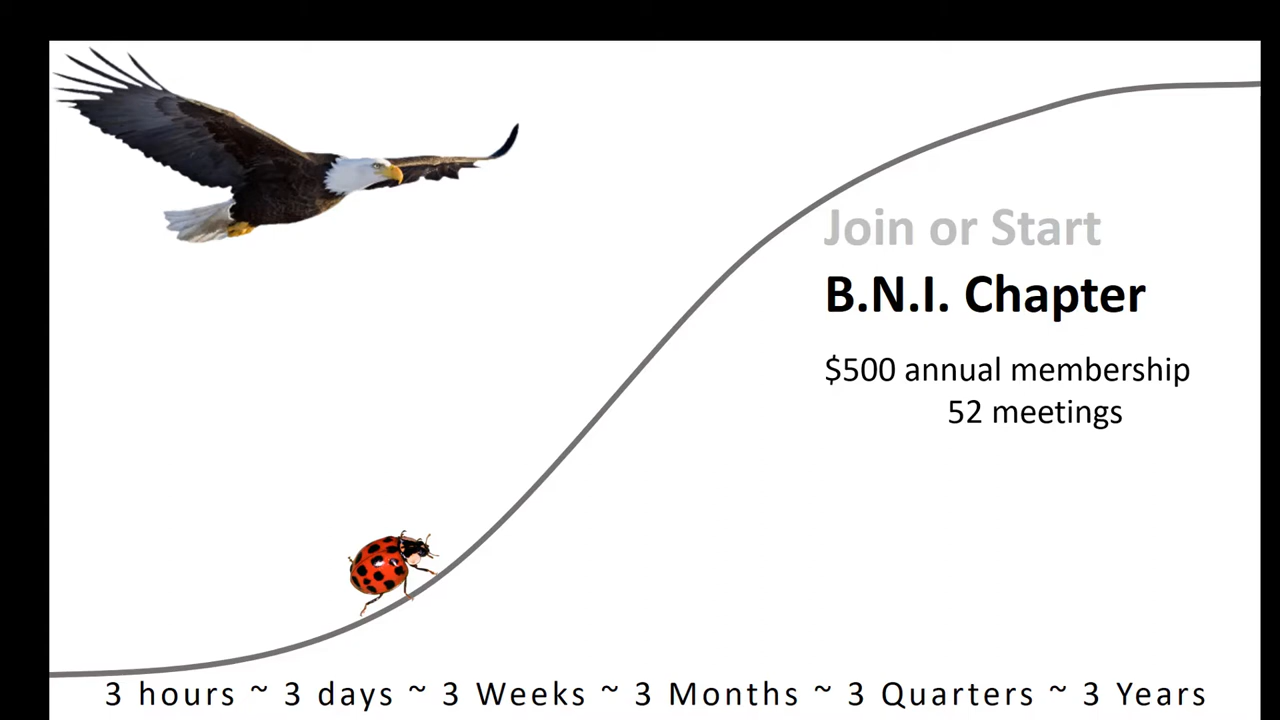 Join or Start
B.N.I. Chapter
$500 annual membership
52 meetings
3 hours ~ 3 days ~ 3 Weeks ~ 3 Months ~ 3 Quarters ~ 3 Years